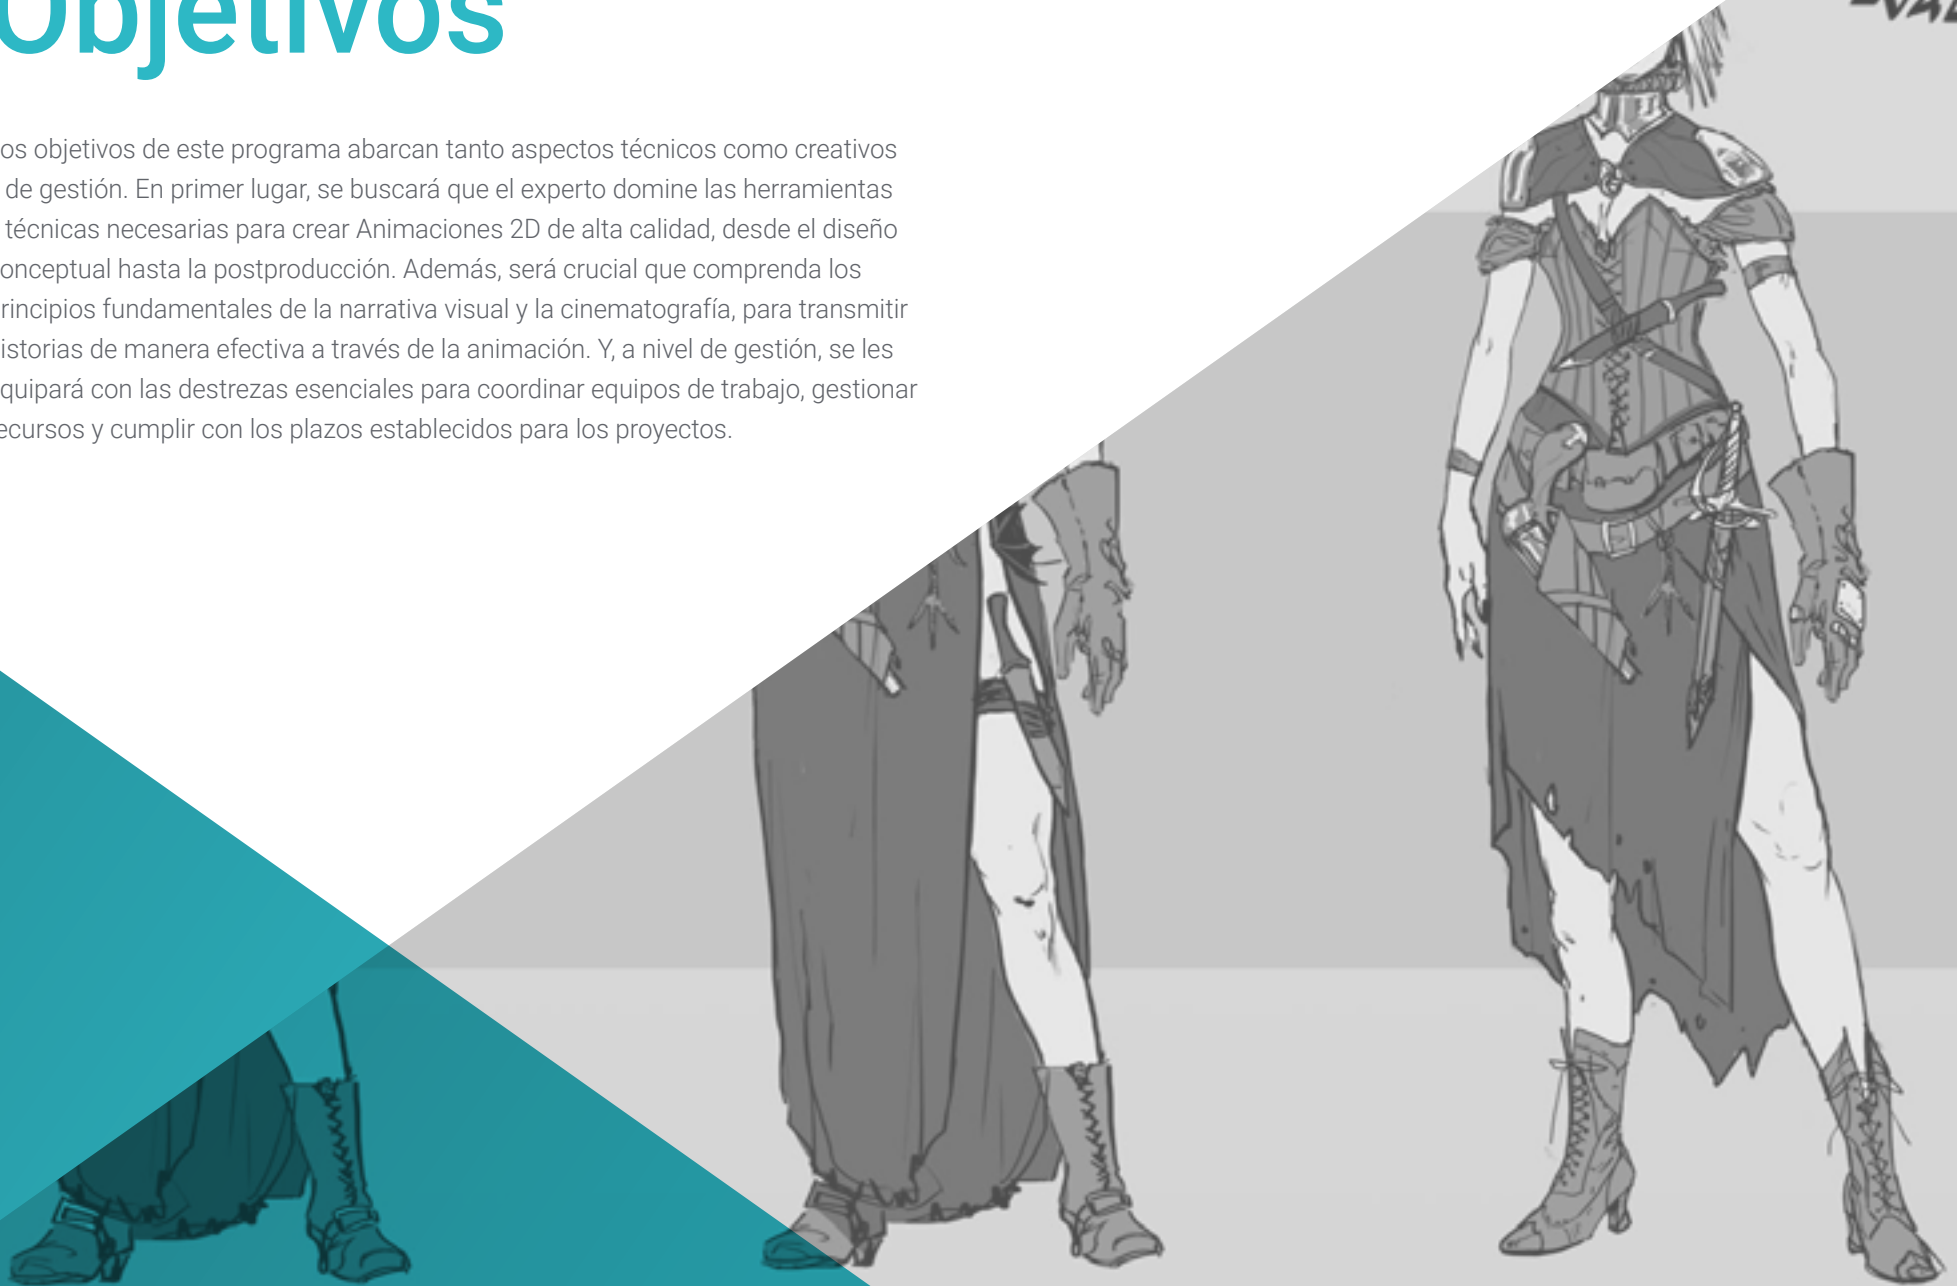 Objetivos
os objetivos de este programa abarcan tanto aspectos técnicos como creativos
de gestión. En primer lugar, se buscará que el experto domine las herramientas
técnicas necesarias para crear Animaciones 2D de alta calidad, desde el diseño
onceptual hasta la postproducción. Además, será crucial que comprenda los
rincipios fundamentales de la narrativa visual y la cinematografía, para transmitir
istorias de manera efectiva a través de la animación. Y, a nivel de gestión, se les
quipará con las destrezas esenciales para coordinar equipos de trabajo, gestionar
ecursos y cumplir con los plazos establecidos para los proyectos.